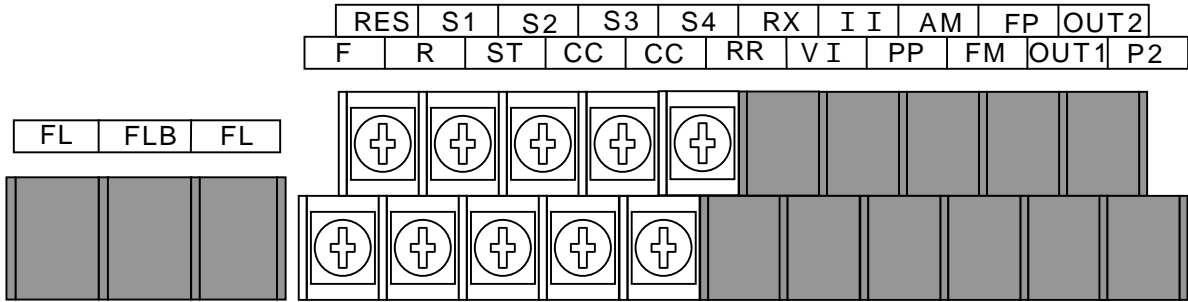 RES S1 S2 S3 S4 RX II AM FP OUT2
F R ST CC CC RR VI PP FM OUT1 P2
FL FLB FL